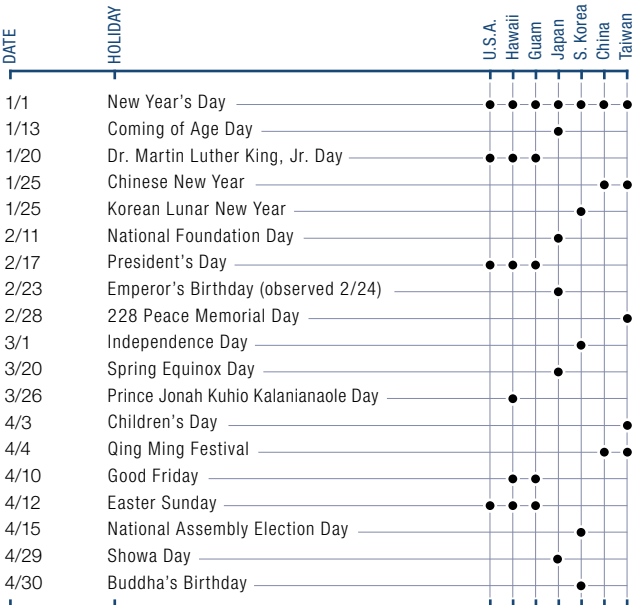 DATE HOLIDAY U.S.A. Hawaii Guam Japan S. Korea China Taiwan
1/1 New Year's Day
1/13 Coming of Age Day
1/20 Dr. Martin Luther King, Jr. Day
1/25 Chinese New Year
1/25 Korean Lunar New Year
2/11 National Foundation Day
2/17 President's Day
2/23 Emperor's Birthday (observed 2/24)
2/28 228 Peace Memorial Day
3/1 Independence Day
3/20 Spring Equinox Day
3/26 Prince Jonah Kuhio Kalanianaole Day
4/3 Children's Day
4/4 Qing Ming Festival
4/10 Good Friday
4/12 Easter Sunday
4/15 National Assembly Election Day
4/29 Showa Day
4/30 Buddha's Birthday